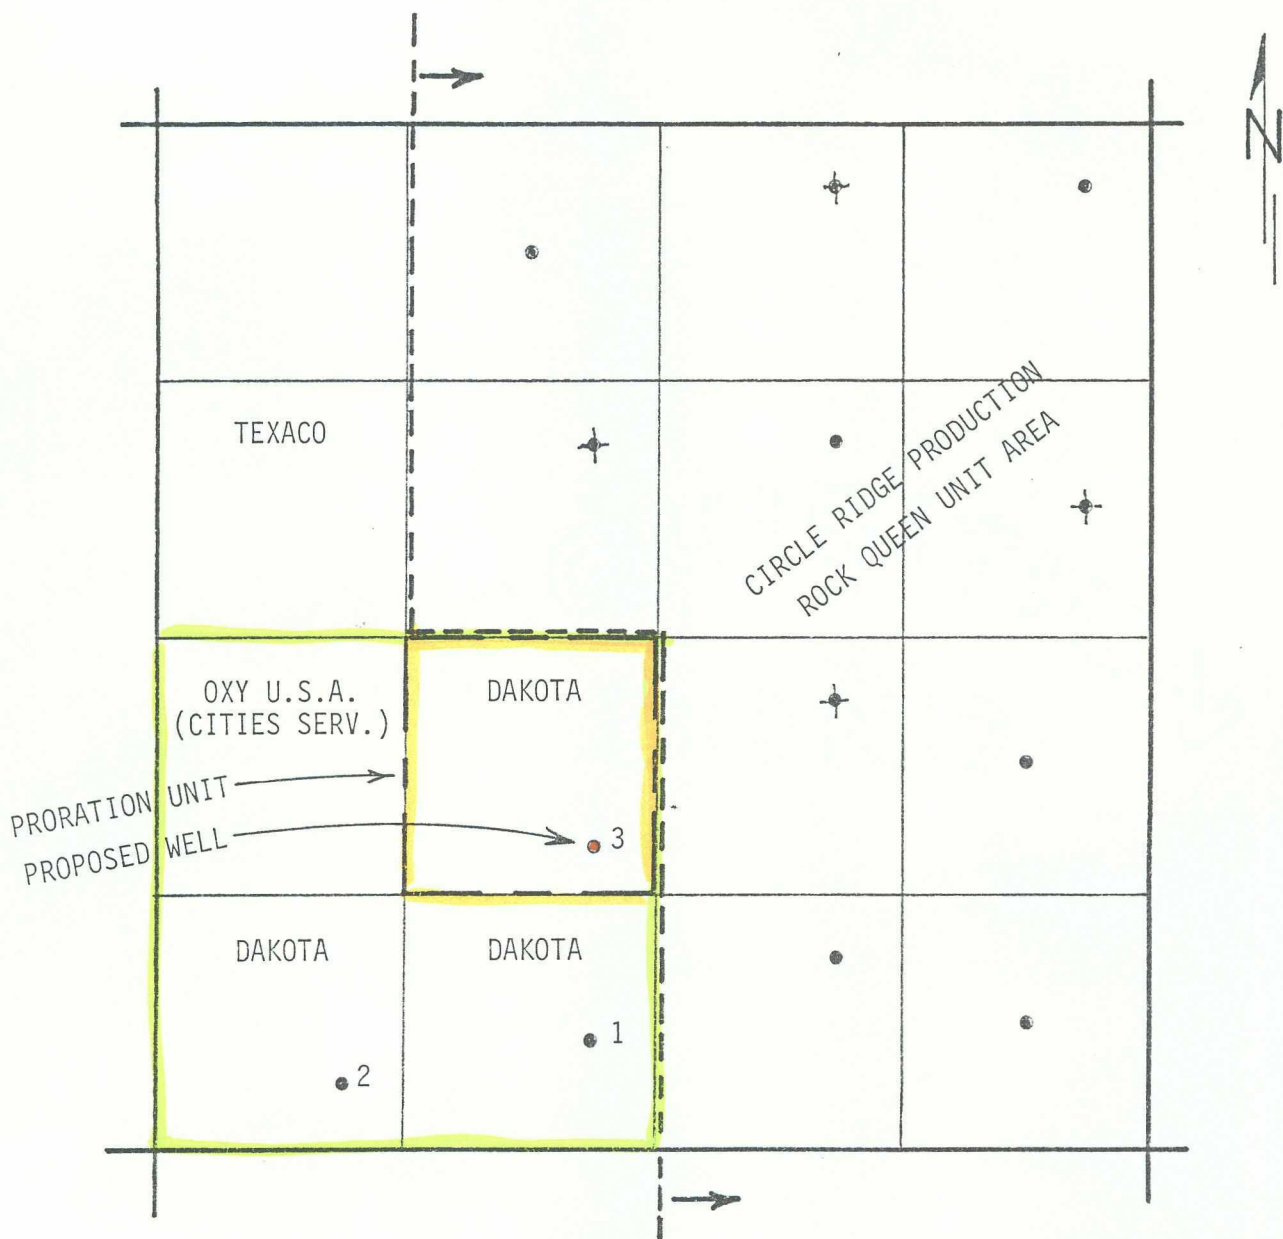 N
TEXACO
CIRCLE RIDGE PRODUCTION
ROCK QUEEN UNIT AREA
OXY U.S.A.
(CITIES SERV.)
DAKOTA
PRORATION UNIT
PROPOSED WELL
3
DAKOTA
DAKOTA
1
2